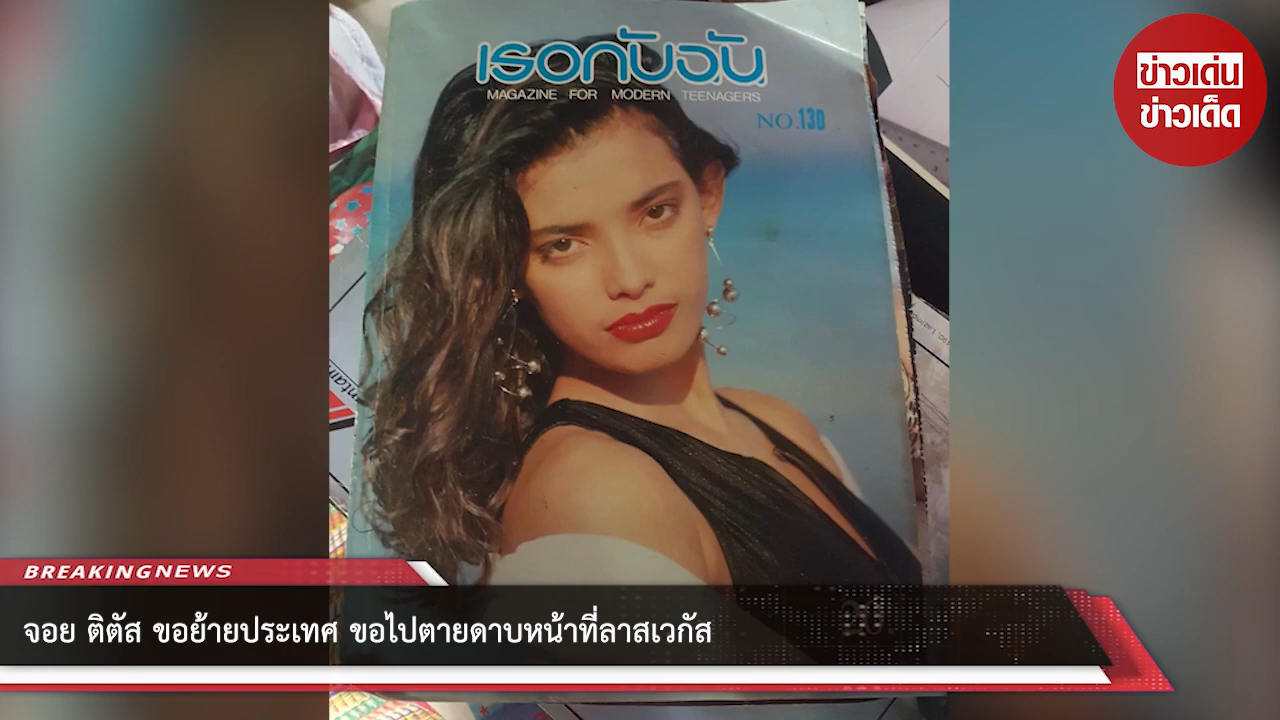 เธอกับฉัน
MAGAZINE FOR MODERN TEENAGERS
NO.130
ข่าวเด่น
ข่าวเด็ด
BREAKINGNEWS
จอย ติตัส ขอย้ายประเทศ ขอไปตายดาบหน้าที่ลาสเวกัส